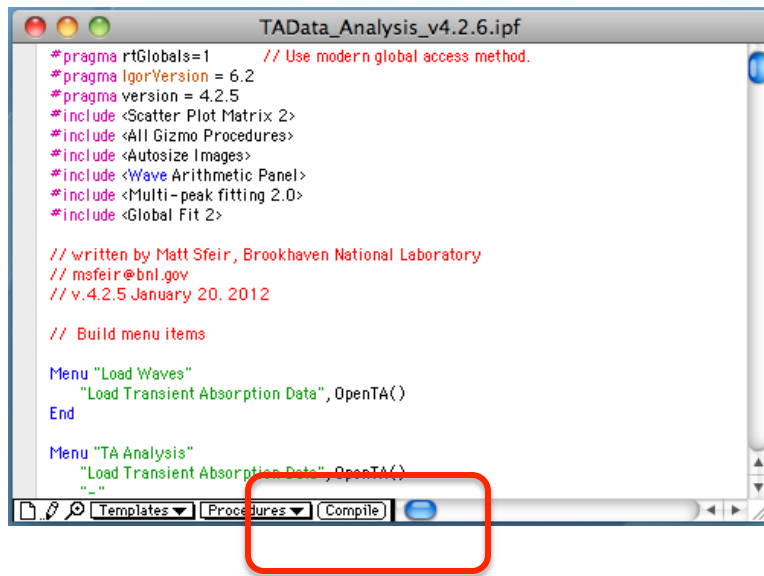 TAData_Analysis_v4.2.6.ipf
#pragma rtGlobals=1 // Use modern global access method.
#pragma IgorVersion = 6.2
#pragma version = 4.2.5
#include <Scatter Plot Matrix 2>
#include <All Gizmo Procedures>
#include <Autosize Images>
#include <Wave Arithmetic Panel>
#include <Multi-peak fitting 2.0>
#include <Global Fit 2>
// written by Matt Sfeir, Brookhaven National Laboratory
// msfeir@bnl.gov
// v.4.2.5 January 20. 2012
// Build menu items
Menu "Load Waves"
"Load Transient Absorption Data", OpenTA()
End
Menu "TA Analysis"
"Load Transient Absorption Data", OpenTA()
"-"
Templates Procedures Compile